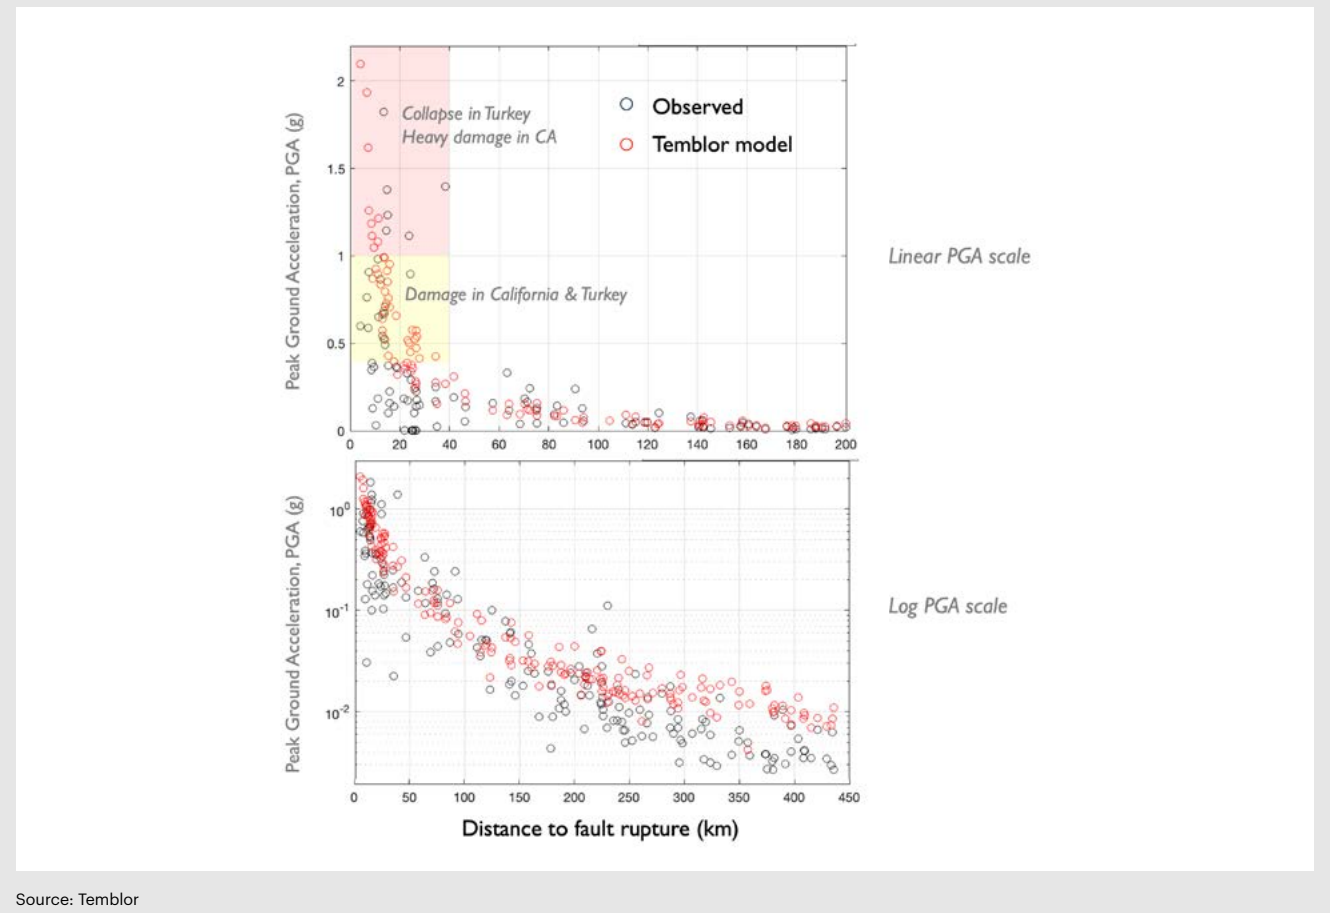 Peak Ground Acceleration, PGA (g)
2
1.5
1
0.5
0
Collapse in Turkey
Heavy damage in CA
Observed
Temblor model
Damage in California & Turkey
Linear PGA scale
0 20 40 60 80 100 120 140 160 180 200
Peak Ground Acceleration, PGA (g)
10^0
10^-1
10^-2
Log PGA scale
0 50 100 150 200 250 300 350 400 450
Distance to fault rupture (km)
Source: Temblor